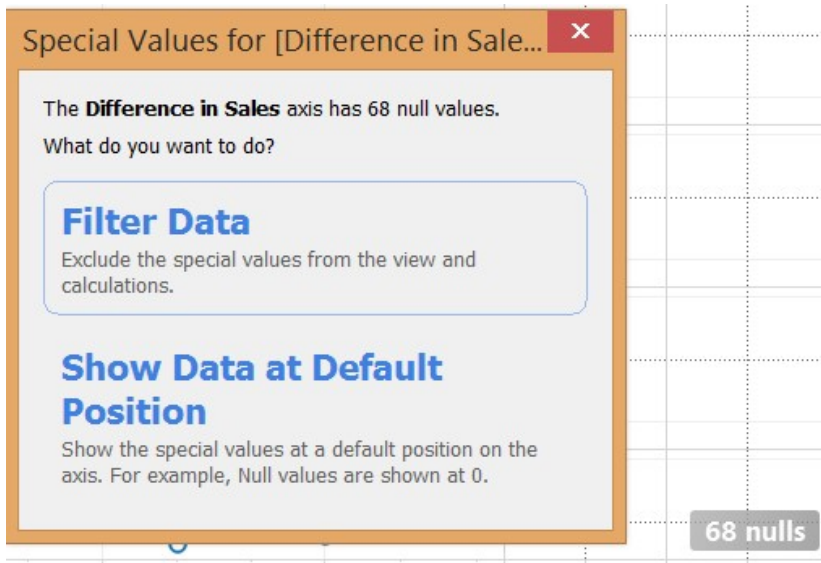 Special Values for [Difference in Sale...
The Difference in Sales axis has 68 null values.
What do you want to do?
Filter Data
Exclude the special values from the view and
calculations.
Show Data at Default
Position
Show the special values at a default position on the
axis. For example, Null values are shown at 0.
68 nulls